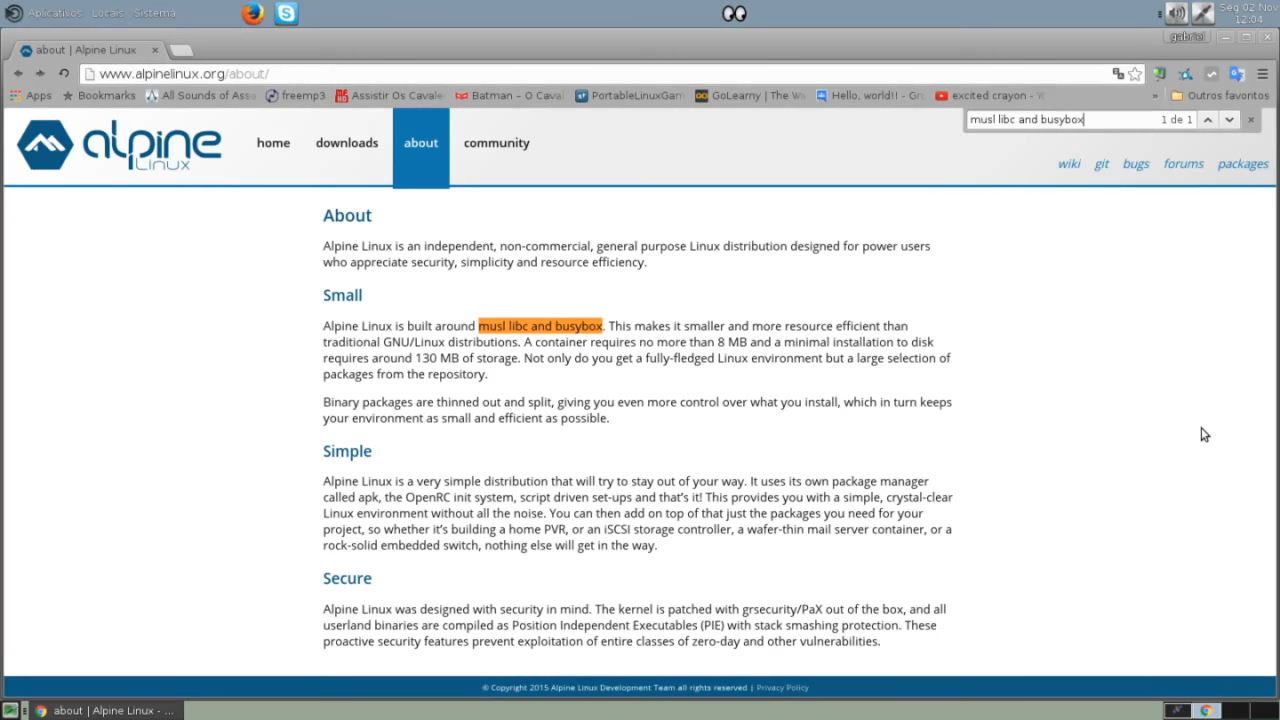 Aplicativos Locais Sistema
Seg 02 Nov
12:04
about | Alpine Linux
gabriel
www.alpinelinux.org/about/
Apps Bookmarks All Sounds of Assa freemp3 Assistir Os Cavale Batman – O Caval PortableLinuxGam GoLearny | The Wo Hello, world!! - Gr excited crayon - Y » Outros favoritos
musl libc and busybox 1 de 1
alpine
Linux
home downloads about community
wiki git bugs forums packages
About
Alpine Linux is an independent, non-commercial, general purpose Linux distribution designed for power users
who appreciate security, simplicity and resource efficiency.
Small
Alpine Linux is built around musl libc and busybox. This makes it smaller and more resource efficient than
traditional GNU/Linux distributions. A container requires no more than 8 MB and a minimal installation to disk
requires around 130 MB of storage. Not only do you get a fully-fledged Linux environment but a large selection of
packages from the repository.
Binary packages are thinned out and split, giving you even more control over what you install, which in turn keeps
your environment as small and efficient as possible.
Simple
Alpine Linux is a very simple distribution that will try to stay out of your way. It uses its own package manager
called apk, the OpenRC init system, script driven set-ups and that's it! This provides you with a simple, crystal-clear
Linux environment without all the noise. You can then add on top of that just the packages you need for your
project, so whether it's building a home PVR, or an iSCSI storage controller, a wafer-thin mail server container, or a
rock-solid embedded switch, nothing else will get in the way.
Secure
Alpine Linux was designed with security in mind. The kernel is patched with grsecurity/PaX out of the box, and all
userland binaries are compiled as Position Independent Executables (PIE) with stack smashing protection. These
proactive security features prevent exploitation of entire classes of zero-day and other vulnerabilities.
© Copyright 2015 Alpine Linux Development Team all rights reserved | Privacy Policy
about | Alpine Linux - ...